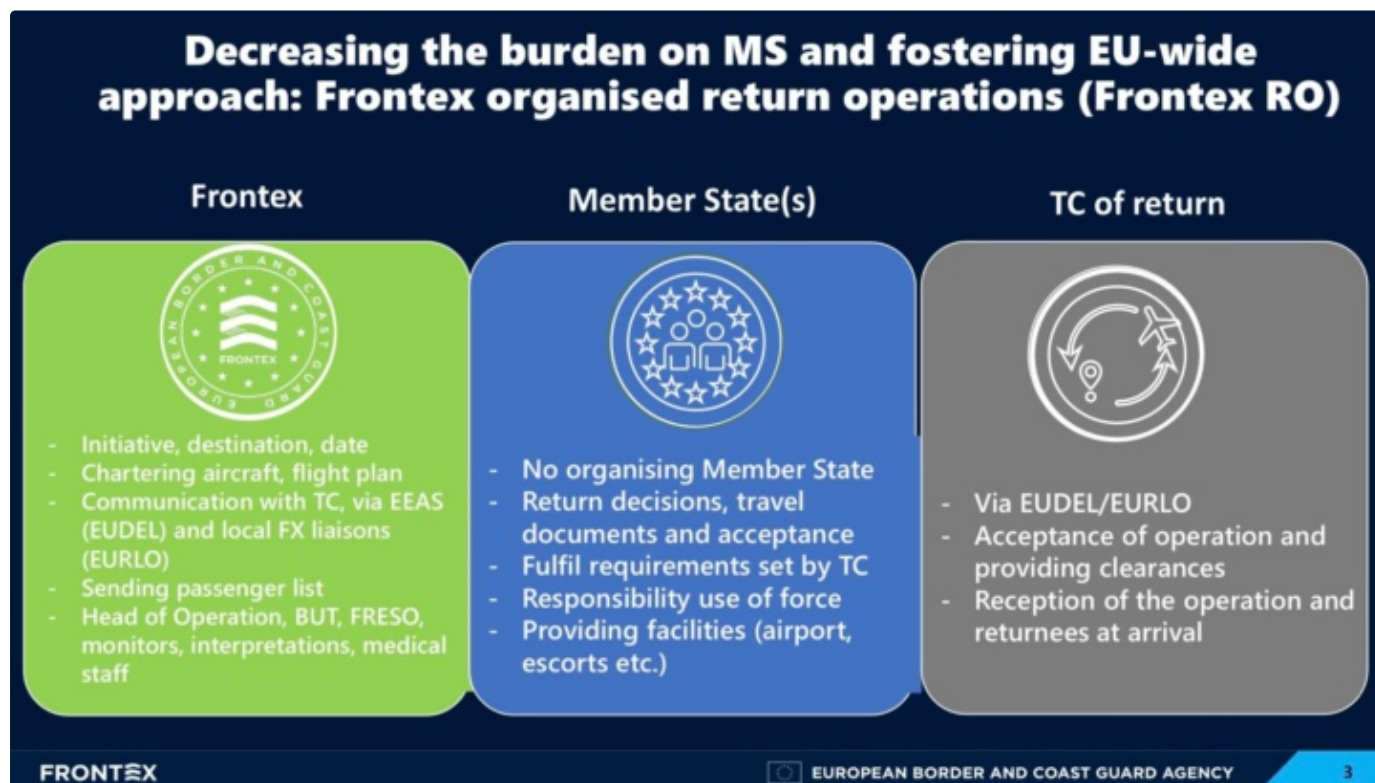 Decreasing the burden on MS and fostering EU-wide
approach: Frontex organised return operations (Frontex RO)
Frontex
EUROPEAN BORDER AND COAST GUARD
FRONTEX
- Initiative, destination, date
- Chartering aircraft, flight plan
- Communication with TC, via EEAS
(EUDEL) and local FX liaisons
(EURLO)
- Sending passenger list
- Head of Operation, BUT, FRESO,
monitors, interpretations, medical
staff
Member State(s)
- No organising Member State
- Return decisions, travel
documents and acceptance
- Fulfil requirements set by TC
- Responsibility use of force
- Providing facilities (airport,
escorts etc.)
TC of return
- Via EUDEL/EURLO
- Acceptance of operation and
providing clearances
- Reception of the operation and
returnees at arrival
FRONTEX
EUROPEAN BORDER AND COAST GUARD AGENCY
3